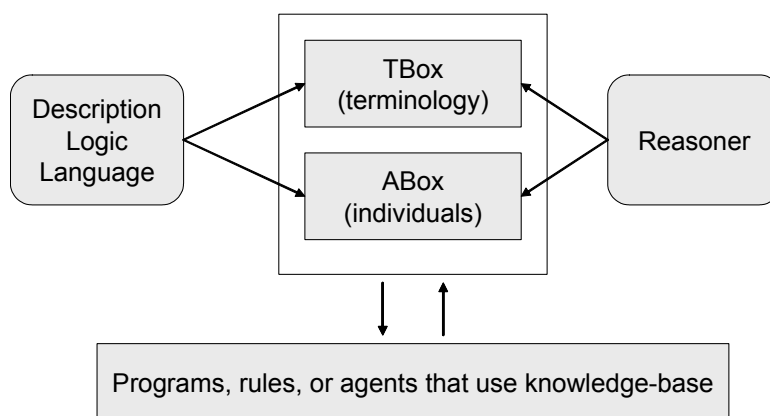 TBox
(terminology)
Description
Logic
Language
Reasoner
ABox
(individuals)
Programs, rules, or agents that use knowledge-base